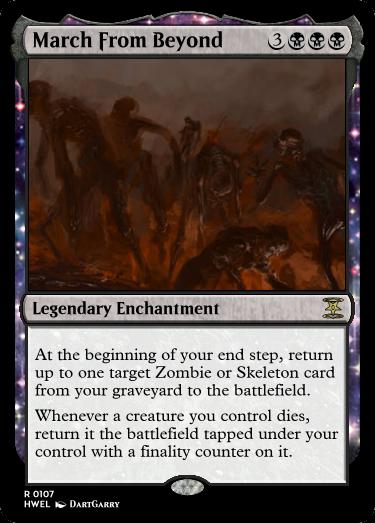 March From Beyond 3
Legendary Enchantment
At the beginning of your end step, return
up to one target Zombie or Skeleton card
from your graveyard to the battlefield.
Whenever a creature you control dies,
return it the battlefield tapped under your
control with a finality counter on it.
R 0107
HWEL DartGarry